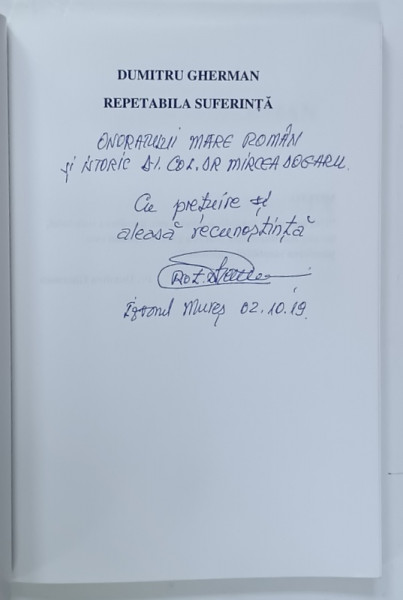 DUMITRU GHERMAN
REPETABILA SUFERINȚĂ
ONORATULUI MARE ROMÂN
și ISTORIC Dl. COL. DR MIRCEA DOGARU.
Cu prețuire și
aleasă recunoștință
Izvorul Mureș 02.10.19.